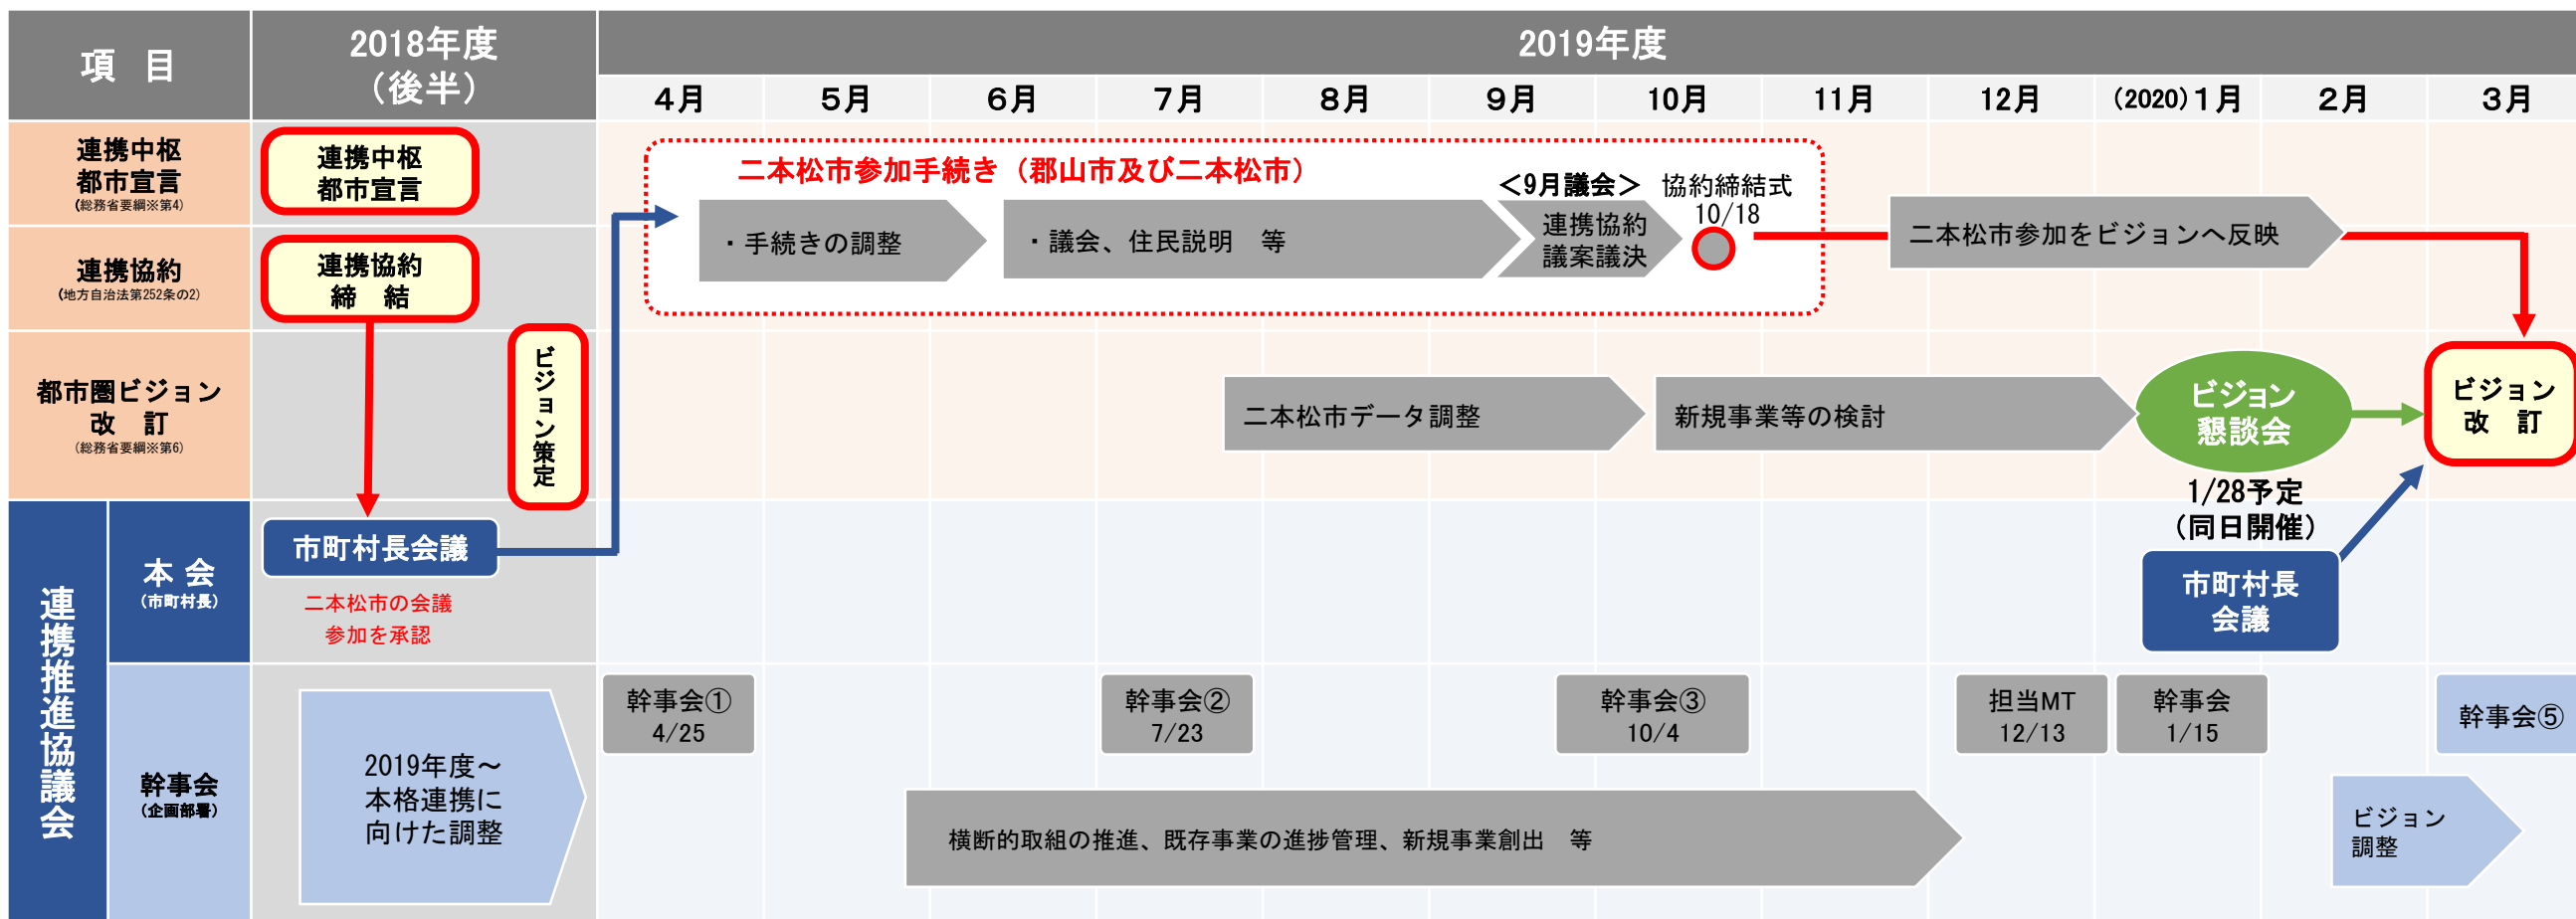 項 目
2018年度
（後半）
2019年度
4月
5月
6月
7月
8月
9月
10月
11月
12月
(2020)1月
2月
3月
連携中枢
都市宣言
(総務省要綱※第4)
連携中枢
都市宣言
二本松市参加手続き（郡山市及び二本松市）
・手続きの調整
・議会、住民説明　等
＜9月議会＞
連携協約
議案議決
協約締結式
10/18
二本松市参加をビジョンへ反映
連携協約
(地方自治法第252条の2)
連携協約
締　結
都市圏ビジョン
改　訂
(総務省要綱※第6)
ビジョン策定
二本松市データ調整
新規事業等の検討
ビジョン
懇談会
1/28予定
（同日開催）
ビジョン
改　訂
連携推進協議会
本 会
(市町村長)
市町村長会議
二本松市の会議
参加を承認
市町村長
会議
幹事会
(企画部署)
2019年度～
本格連携に
向けた調整
幹事会①
4/25
幹事会②
7/23
幹事会③
10/4
担当MT
12/13
幹事会
1/15
幹事会⑤
横断的取組の推進、既存事業の進捗管理、新規事業創出　等
ビジョン
調整